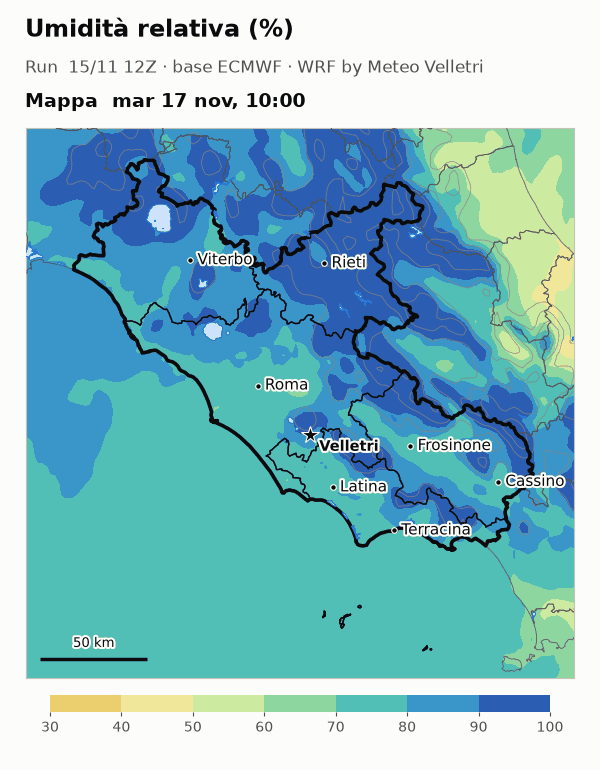 Umidità relativa (%)
Run  15/11 12Z · base ECMWF · WRF by Meteo Velletri
Mappa  mar 17 nov, 10:00
Viterbo
Rieti
Roma
Velletri
Frosinone
Cassino
Latina
Terracina
50 km
30 40 50 60 70 80 90 100